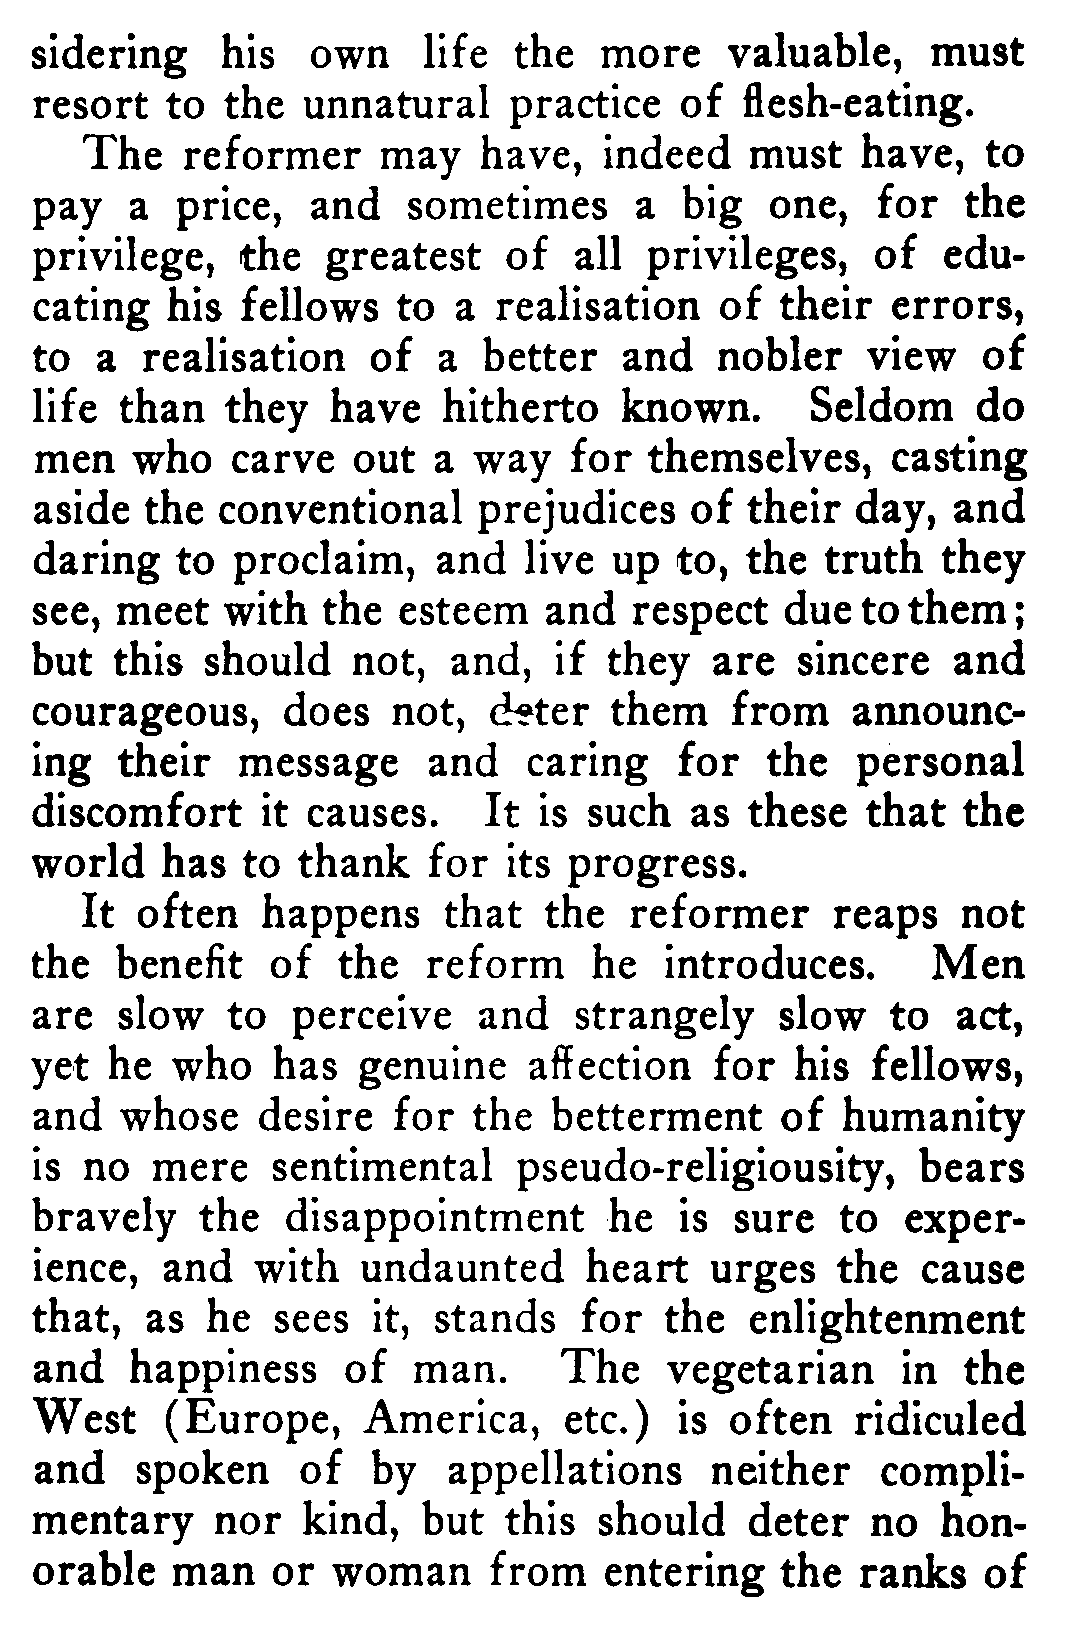 sidering his own life the more valuable, must
resort to the unnatural practice of flesh-eating.
The reformer may have, indeed must have, to
pay a price, and sometimes a big one, for the
privilege, the greatest of all privileges, of edu-
cating his fellows to a realisation of their errors,
to a realisation of a better and nobler view of
life than they have hitherto known. Seldom do
men who carve out a way for themselves, casting
aside the conventional prejudices of their day, and
daring to proclaim, and live up to, the truth they
see, meet with the esteem and respect due to them;
but this should not, and, if they are sincere and
courageous, does not, deter them from announc-
ing their message and caring for the personal
discomfort it causes. It is such as these that the
world has to thank for its progress.
It often happens that the reformer reaps not
the benefit of the reform he introduces. Men
are slow to perceive and strangely slow to act,
yet he who has genuine affection for his fellows,
and whose desire for the betterment of humanity
is no mere sentimental pseudo-religiousity, bears
bravely the disappointment he is sure to exper-
ience, and with undaunted heart urges the cause
that, as he sees it, stands for the enlightenment
and happiness of man. The vegetarian in the
West (Europe, America, etc.) is often ridiculed
and spoken of by appellations neither compli-
mentary nor kind, but this should deter no hon-
orable man or woman from entering the ranks of